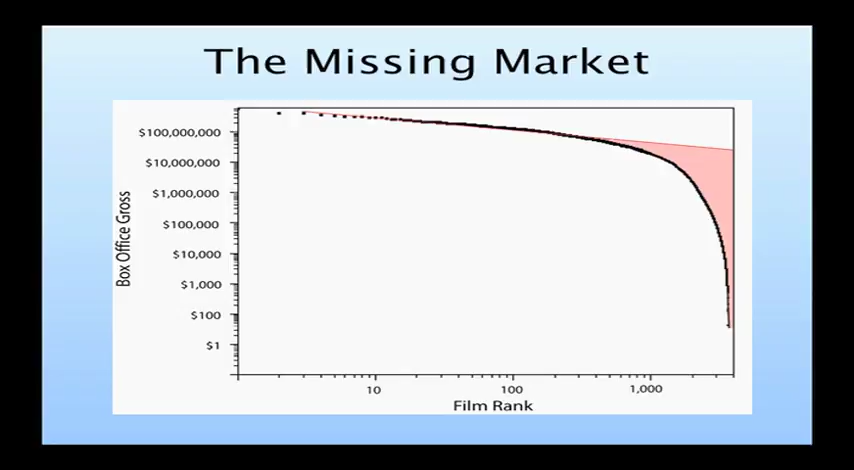 The Missing Market
$100,000,000
$10,000,000
$1,000,000
$100,000
$10,000
$1,000
$100
$1
Box Office Gross
10 100 1,000
Film Rank